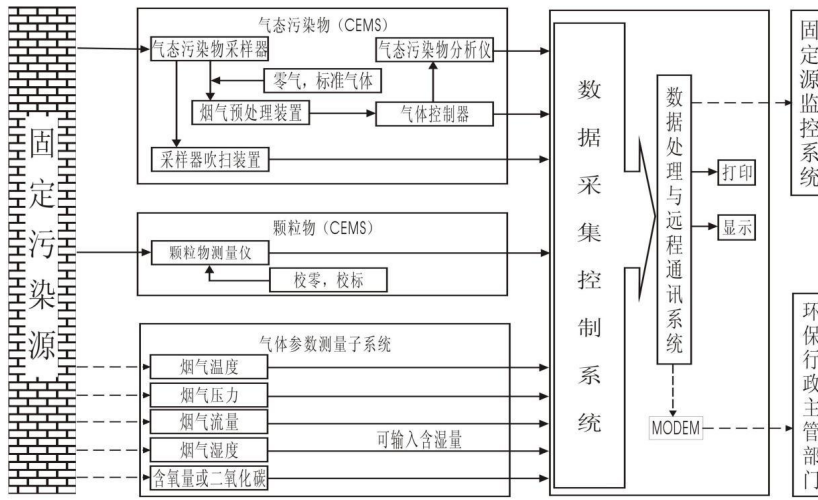 固定污染源
气态污染物（CEMS）
气态污染物采样器
气态污染物分析仪
零气，标准气体
烟气预处理装置
气体控制器
采样器吹扫装置
颗粒物（CEMS）
颗粒物测量仪
校零，校标
气体参数测量子系统
烟气温度
烟气压力
烟气流量
烟气湿度
可输入含湿量
含氧量或二氧化碳
数据采集控制系统
数据处理与远程通讯系统
打印
显示
MODEM
固定源监控系统
环保行政主管部门